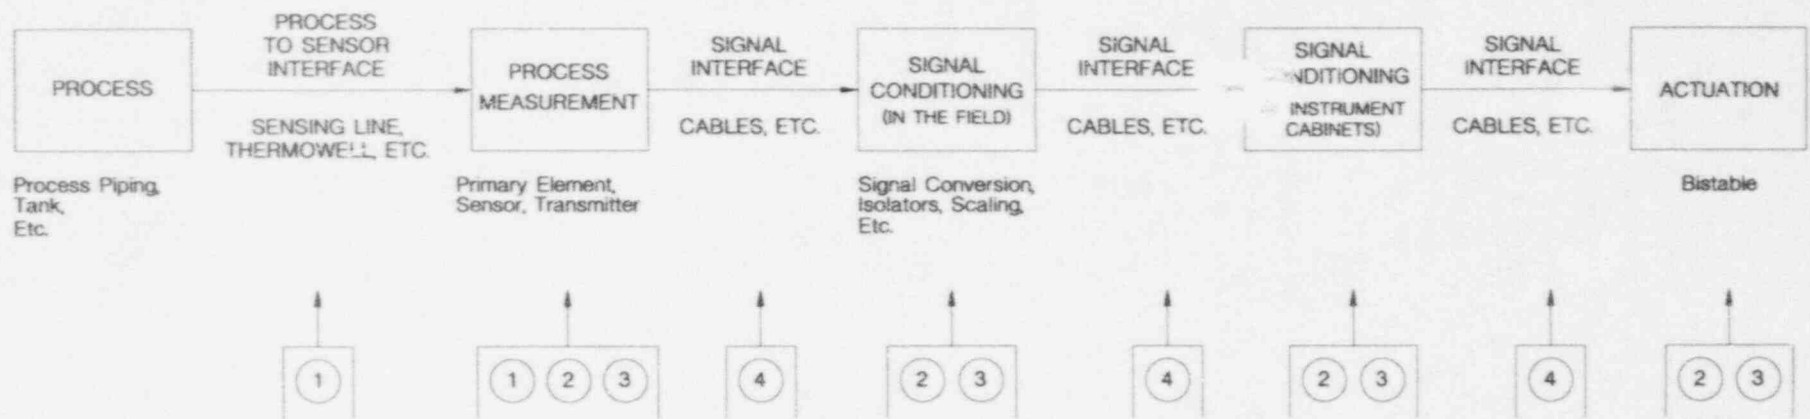 PROCESS
PROCESS
TO SENSOR
INTERFACE
SENSING LINE,
THERMOWELL, ETC.
PROCESS
MEASUREMENT
SIGNAL
INTERFACE
CABLES, ETC.
SIGNAL
CONDITIONING
(IN THE FIELD)
SIGNAL
INTERFACE
CABLES, ETC.
SIGNAL
NDITIONING
INSTRUMENT
CABINETS)
SIGNAL
INTERFACE
CABLES, ETC.
ACTUATION
Process Piping,
Tank,
Etc.
Primary Element,
Sensor, Transmitter
Signal Conversion,
Isolators, Scaling,
Etc.
Bistable
1
1 2 3
4
2 3
4
2 3
4
2 3